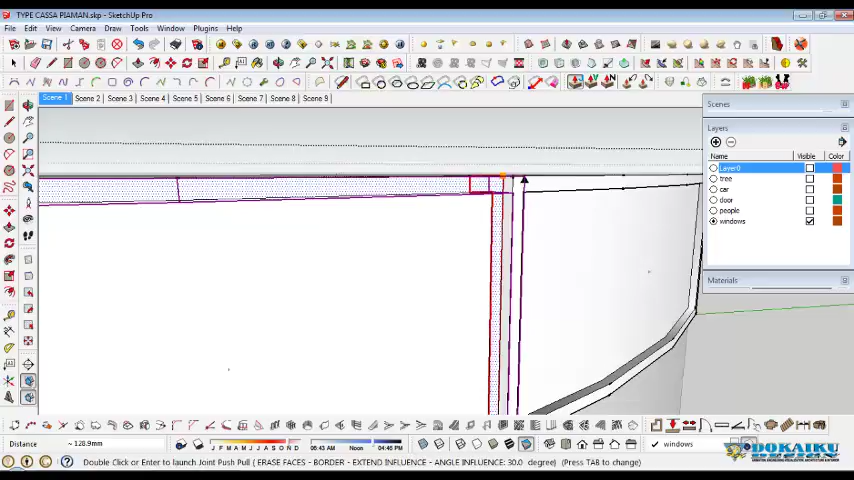 TYPE CASSA PIAMAN.skp - SketchUp Pro
File Edit View Camera Draw Tools Window Plugins Help
Scene 1 Scene 2 Scene 3 Scene 4 Scene 5 Scene 6 Scene 7 Scene 8 Scene 9
Scenes
Layers
Name Visible Color
Layer0
tree
car
door
people
windows
Materials
Distance ~ 128.9mm
J F M A M J J A S O N D
06:43 AM Noon 04:46 PM
windows
DOKAIKU
Double Click or Enter to launch Joint Push Pull ( ERASE FACES - BORDER - EXTEND INFLUENCE - ANGLE INFLUENCE: 30.0 degree) (Press TAB to change)